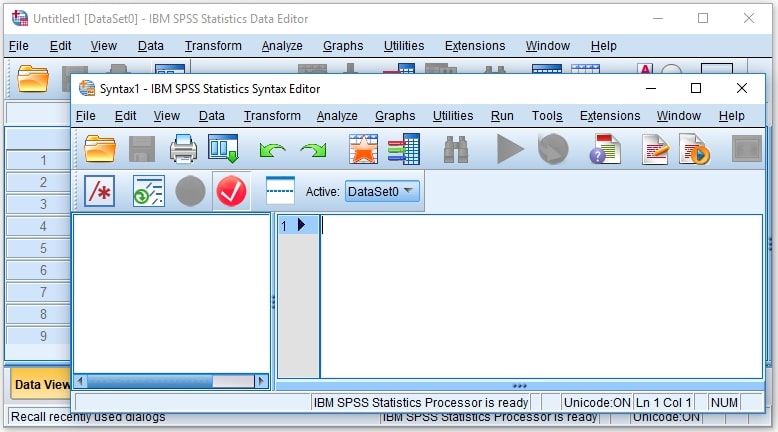 Untitled1 [DataSet0] - IBM SPSS Statistics Data Editor
File Edit View Data Transform Analyze Graphs Utilities Extensions Window Help
A
Syntax1 - IBM SPSS Statistics Syntax Editor
File Edit View Data Transform Analyze Graphs Utilities Run Tools Extensions Window Help
/* Active: DataSet0
1
1
2
3
4
5
6
7
8
9
Data View
IBM SPSS Statistics Processor is ready Unicode:ON Ln 1 Col 1 NUM
Recall recently used dialogs IBM SPSS Statistics Processor is ready Unicode:ON